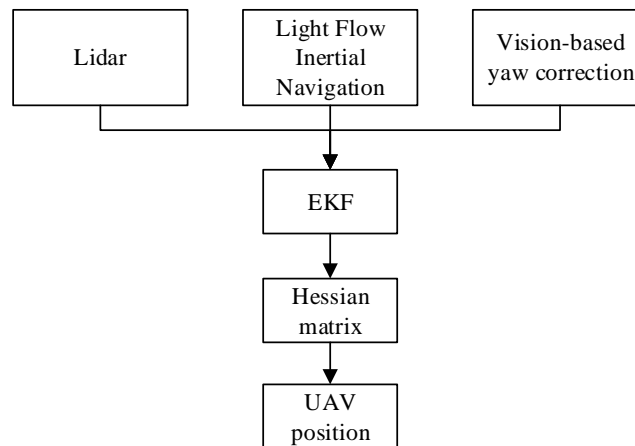 Lidar
Light Flow
Inertial
Navigation
Vision-based
yaw correction
EKF
Hessian
matrix
UAV
position